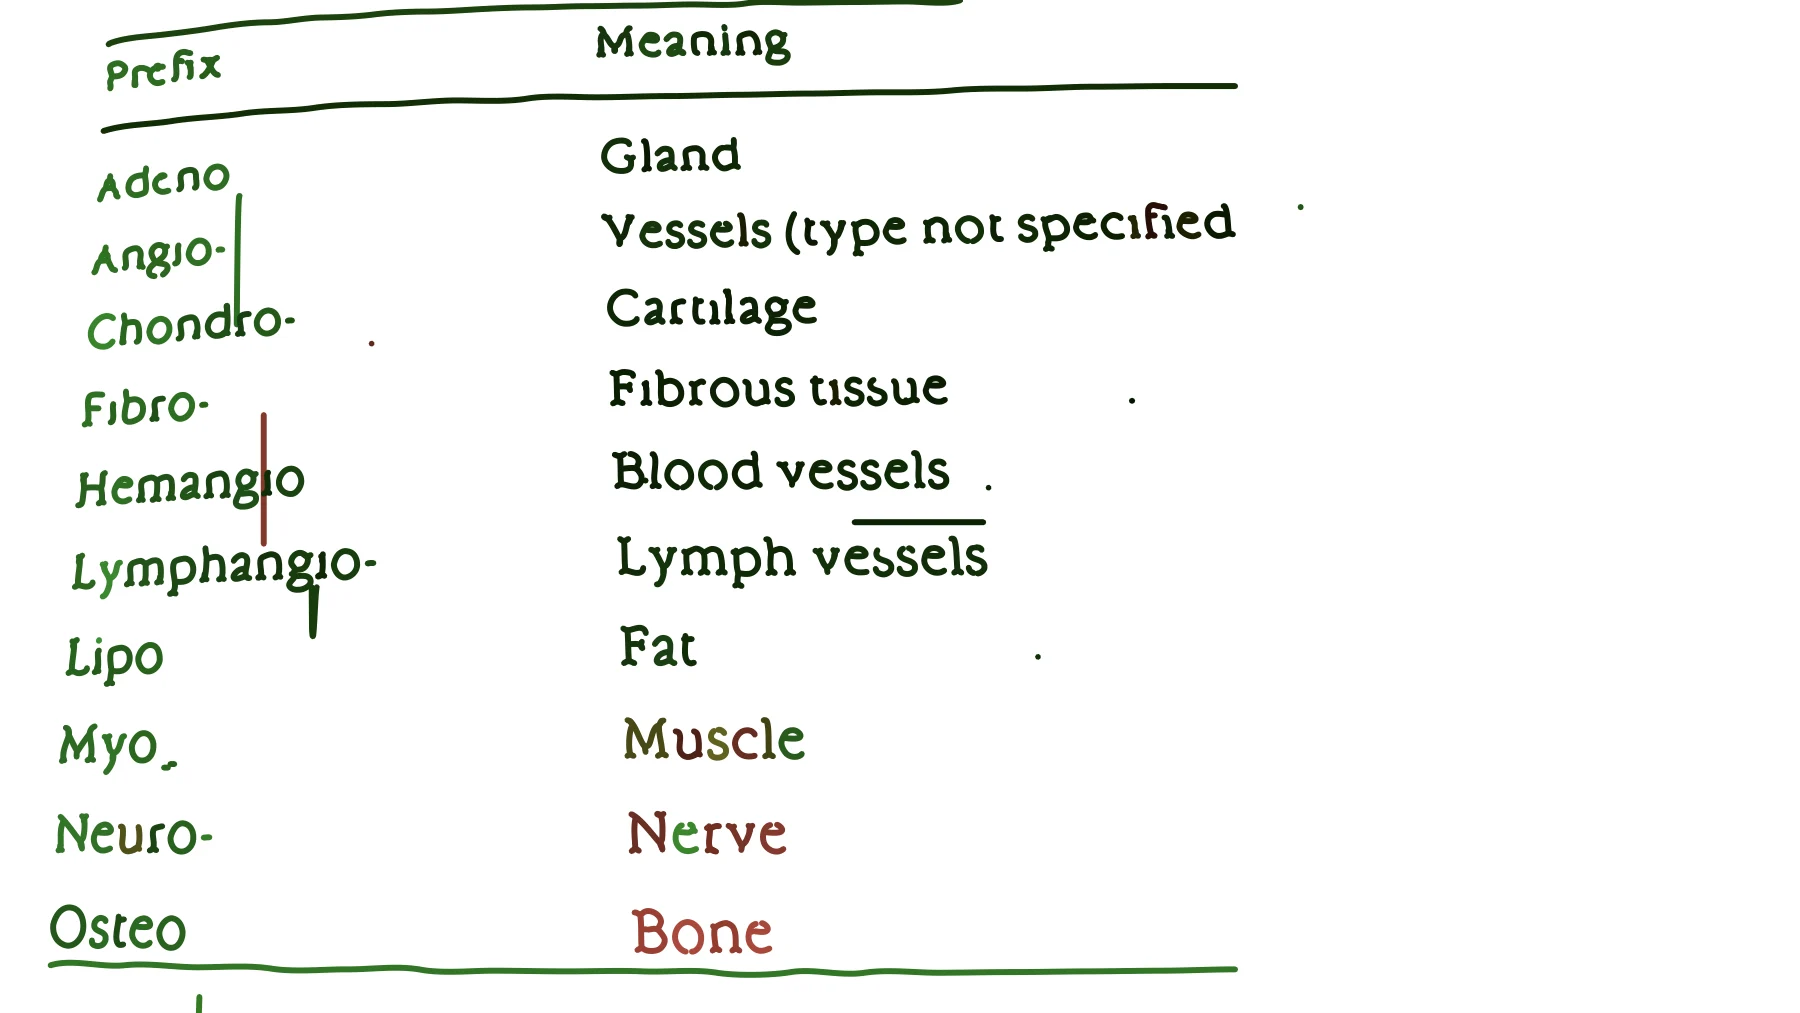 Prefix Meaning
Adeno Gland
Angio- Vessels (type not specified
Chondro- Cartilage
Fibro- Fibrous tissue
Hemangio Blood vessels
Lymphangio- Lymph vessels
Lipo Fat
Myo- Muscle
Neuro- Nerve
Osteo Bone